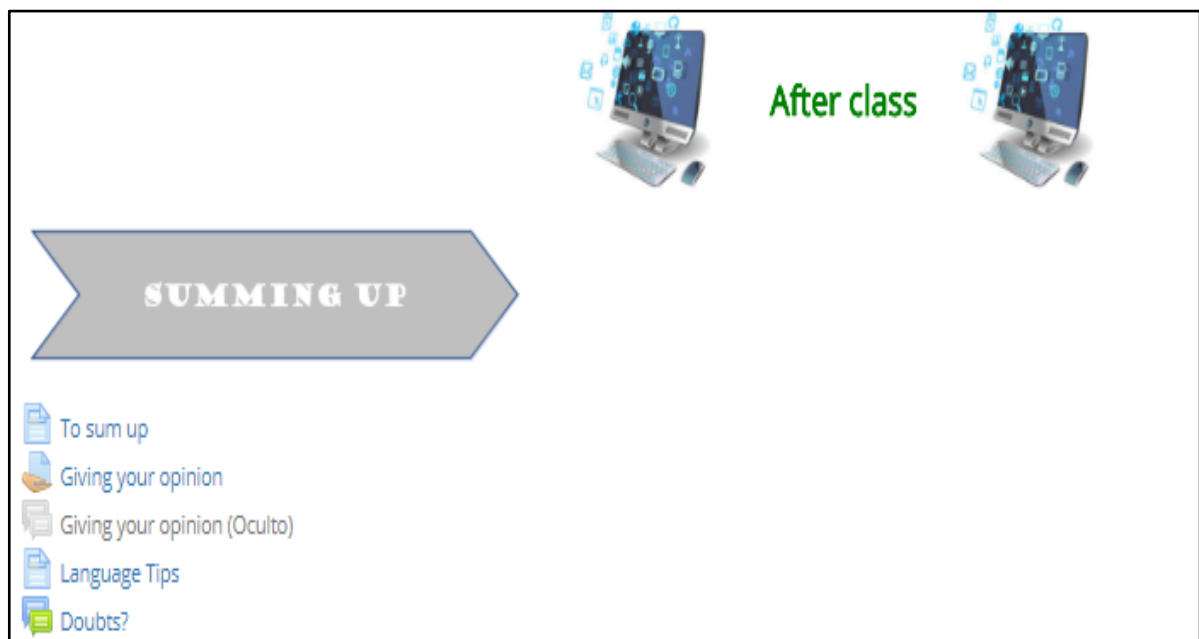 After class
SUMMING UP
To sum up
Giving your opinion
Giving your opinion (Oculto)
Language Tips
Doubts?